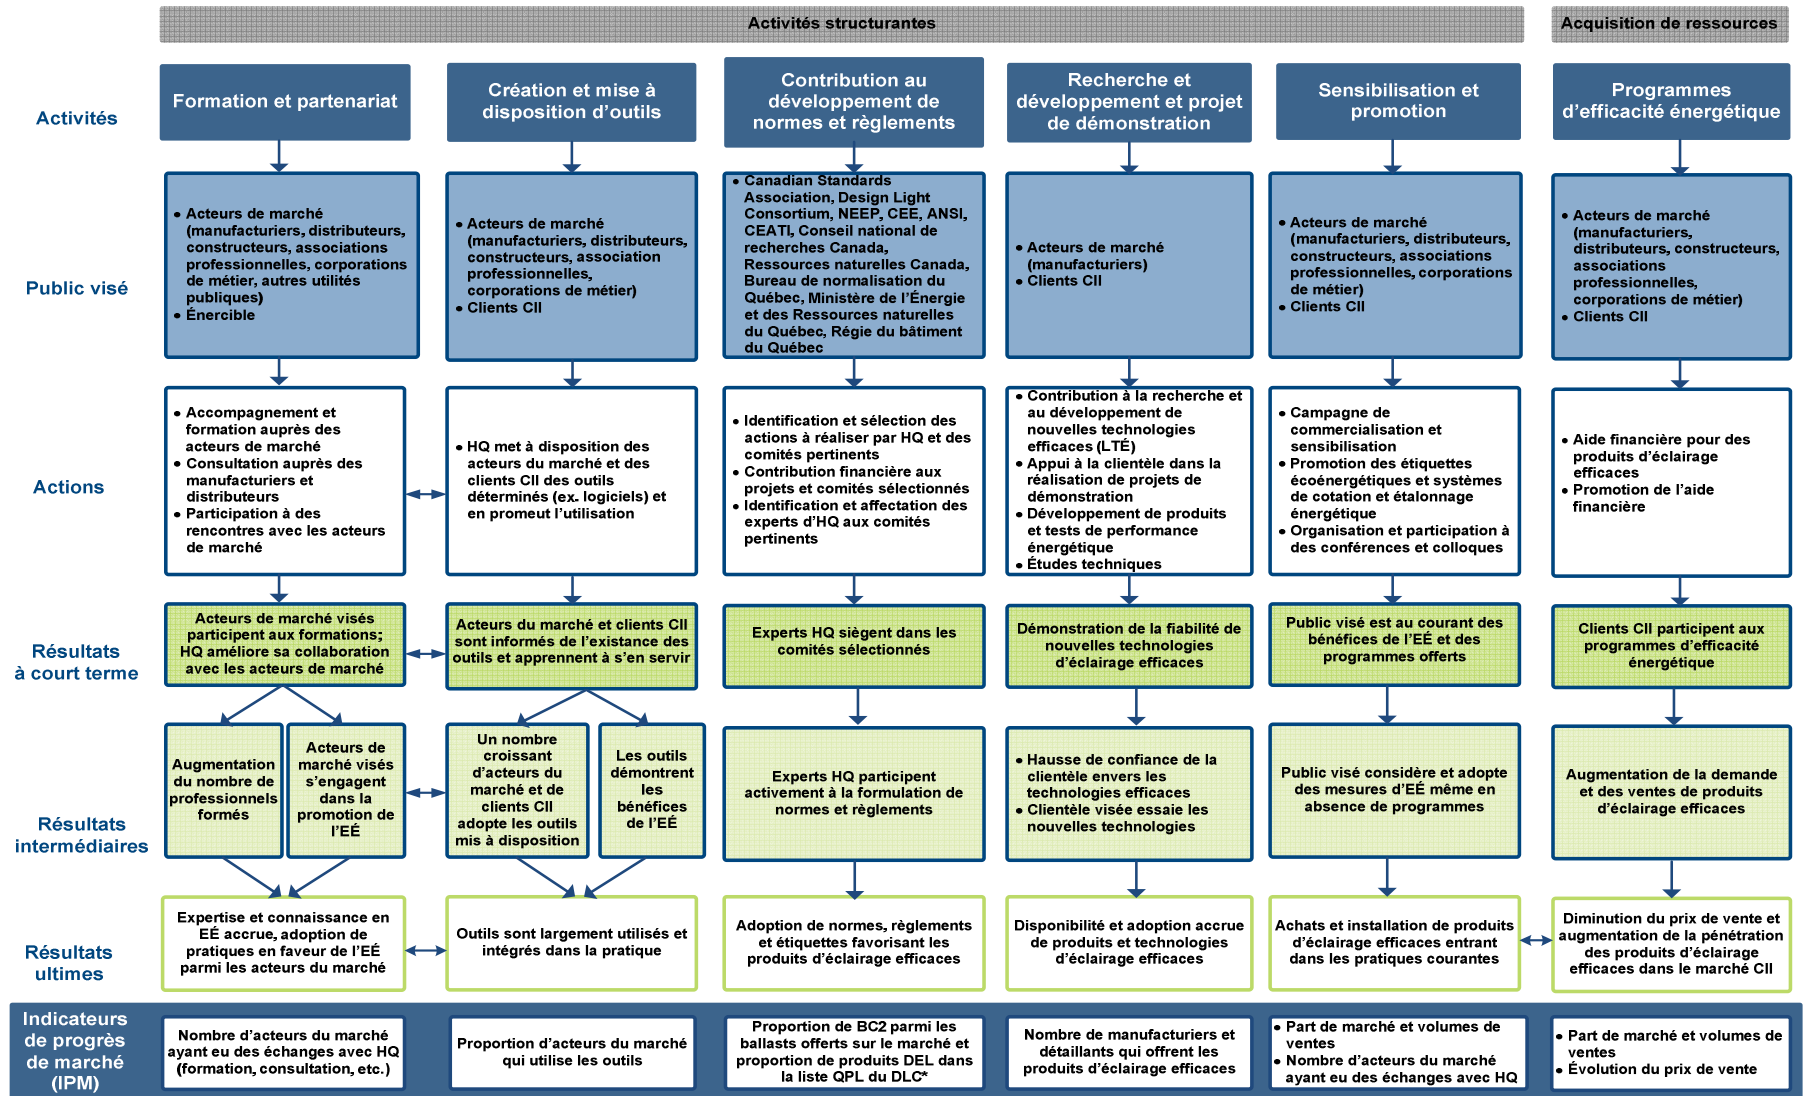 Activités structurantes
Acquisition de ressources
Activités
Formation et partenariat
Création et mise à
disposition d'outils
Contribution au
développement de
normes et règlements
Recherche et
développement et projet
de démonstration
Sensibilisation et
promotion
Programmes
d'efficacité énergétique
Public visé
• Acteurs de marché
(manufacturiers, distributeurs,
constructeurs, associations
professionnelles, corporations
de métier, autres utilités
publiques)
• Énercible
• Acteurs de marché
(manufacturiers, distributeurs,
constructeurs, association
professionnelles,
corporations de métier)
• Clients CII
• Canadian Standards
Association, Design Light
Consortium, NEEP, CEE, ANSI,
CEATI, Conseil national de
recherches Canada,
Ressources naturelles Canada,
Bureau de normalisation du
Québec, Ministère de l'Énergie
et des Ressources naturelles
du Québec, Régie du bâtiment
du Québec
• Acteurs de marché
(manufacturiers)
• Clients CII
• Acteurs de marché
(manufacturiers, distributeurs,
constructeurs, associations
professionnelles, corporations
de métier)
• Clients CII
• Acteurs de marché
(manufacturiers,
distributeurs, constructeurs,
associations
professionnelles,
corporations de métier)
• Clients CII
Actions
• Accompagnement et
formation auprès des
acteurs de marché
• Consultation auprès des
manufacturiers et
distributeurs
• Participation à des
rencontres avec les acteurs
de marché
• HQ met à disposition des
acteurs du marché et des
clients CII des outils
déterminés (ex. logiciels) et
en promeut l'utilisation
• Identification et sélection des
actions à réaliser par HQ et des
comités pertinents
• Contribution financière aux
projets et comités sélectionnés
• Identification et affectation des
experts d'HQ aux comités
pertinents
• Contribution à la recherche et
au développement de
nouvelles technologies
efficaces (LTÉ)
• Appui à la clientèle dans la
réalisation de projets de
démonstration
• Développement de produits
et tests de performance
énergétique
• Études techniques
• Campagne de
commercialisation et
sensibilisation
• Promotion des étiquettes
écoénergétiques et systèmes
de cotation et étalonnage
énergétique
• Organisation et participation à
des conférences et colloques
• Aide financière pour des
produits d'éclairage
efficaces
• Promotion de l'aide
financière
Résultats
à court terme
Acteurs de marché visés
participent aux formations;
HQ améliore sa collaboration
avec les acteurs de marché
Acteurs du marché et clients CII
sont informés de l'existance des
outils et apprennent à s'en servir
Experts HQ siègent dans les
comités sélectionnés
Démonstration de la fiabilité de
nouvelles technologies
d'éclairage efficaces
Public visé est au courant des
bénéfices de l'EÉ et des
programmes offerts
Clients CII participent aux
programmes d'efficacité
énergétique
Résultats
intermédiaires
Augmentation
du nombre de
professionnels
formés
Acteurs de
marché visés
s'engagent
dans la
promotion de
l'EÉ
Un nombre
croissant
d'acteurs du
marché et de
clients CII
adopte les outils
mis à disposition
Les outils
démontrent
les
bénéfices
de l'EÉ
Experts HQ participent
activement à la formulation de
normes et règlements
• Hausse de confiance de la
clientèle envers les
technologies efficaces
• Clientèle visée essaie les
nouvelles technologies
Public visé considère et adopte
des mesures d'EÉ même en
absence de programmes
Augmentation de la demande
et des ventes de produits
d'éclairage efficaces
Résultats
ultimes
Expertise et connaissance en
EÉ accrue, adoption de
pratiques en faveur de l'EÉ
parmi les acteurs du marché
Outils sont largement utilisés et
intégrés dans la pratique
Adoption de normes, règlements
et étiquettes favorisant les
produits d'éclairage efficaces
Disponibilité et adoption accrue
de produits et technologies
d'éclairage efficaces
Achats et installation de produits
d'éclairage efficaces entrant
dans les pratiques courantes
Diminution du prix de vente et
augmentation de la pénétration
des produits d'éclairage
efficaces dans le marché CII
Indicateurs
de progrès
de marché
(IPM)
Nombre d'acteurs du marché
ayant eu des échanges avec HQ
(formation, consultation, etc.)
Proportion d'acteurs du marché
qui utilise les outils
Proportion de BC2 parmi les
ballasts offerts sur le marché et
proportion de produits DEL dans
la liste QPL du DLC*
Nombre de manufacturiers et
détaillants qui offrent les
produits d'éclairage efficaces
• Part de marché et volumes de
ventes
• Nombre d'acteurs du marché
ayant eu des échanges avec HQ
• Part de marché et volumes de
ventes
• Évolution du prix de vente